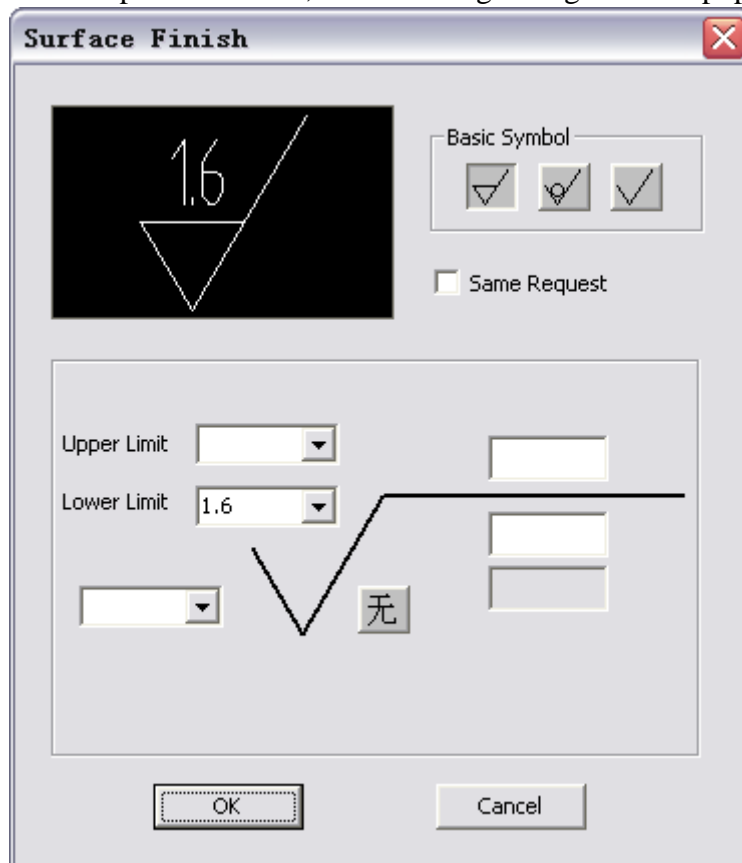 Surface Finish
1.6
Basic Symbol
Same Request
Upper Limit
Lower Limit 1.6
无
OK Cancel